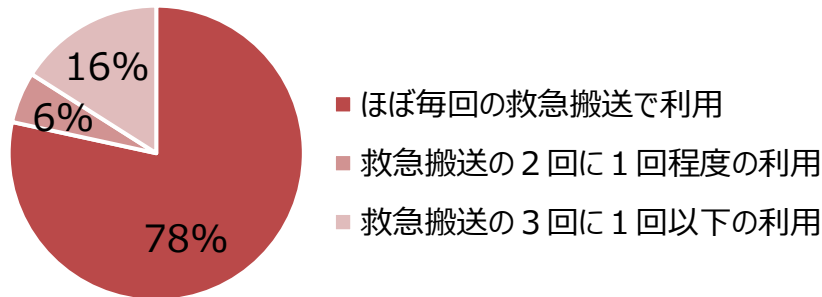 16%
6%
78%
ほぼ毎回の救急搬送で利用
救急搬送の２回に１回程度の利用
救急搬送の３回に１回以下の利用